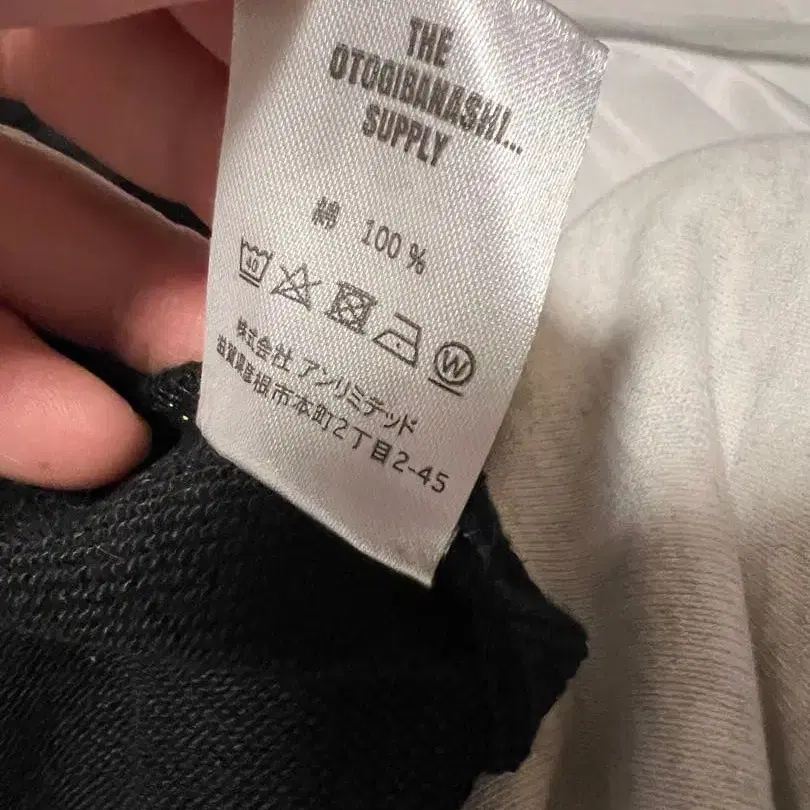 THE
OTOGIBANASHI...
SUPPLY
綿 100%
40
W
株式会社 アンリミテッド
滋賀県彦根市本町2丁目2-45